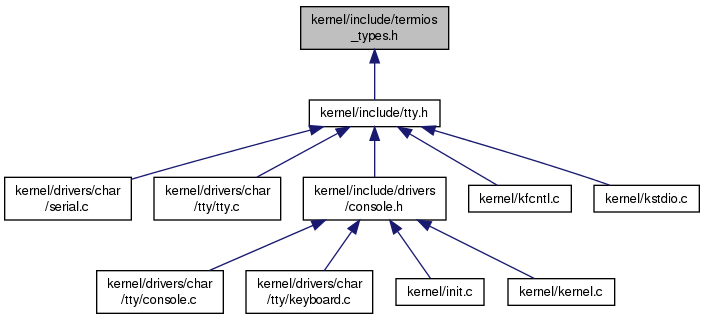 kernel/include/termios
_types.h
kernel/include/tty.h
kernel/drivers/char
/serial.c
kernel/drivers/char
/tty/tty.c
kernel/include/drivers
/console.h
kernel/kfcntl.c
kernel/kstdio.c
kernel/drivers/char
/tty/console.c
kernel/drivers/char
/tty/keyboard.c
kernel/init.c
kernel/kernel.c